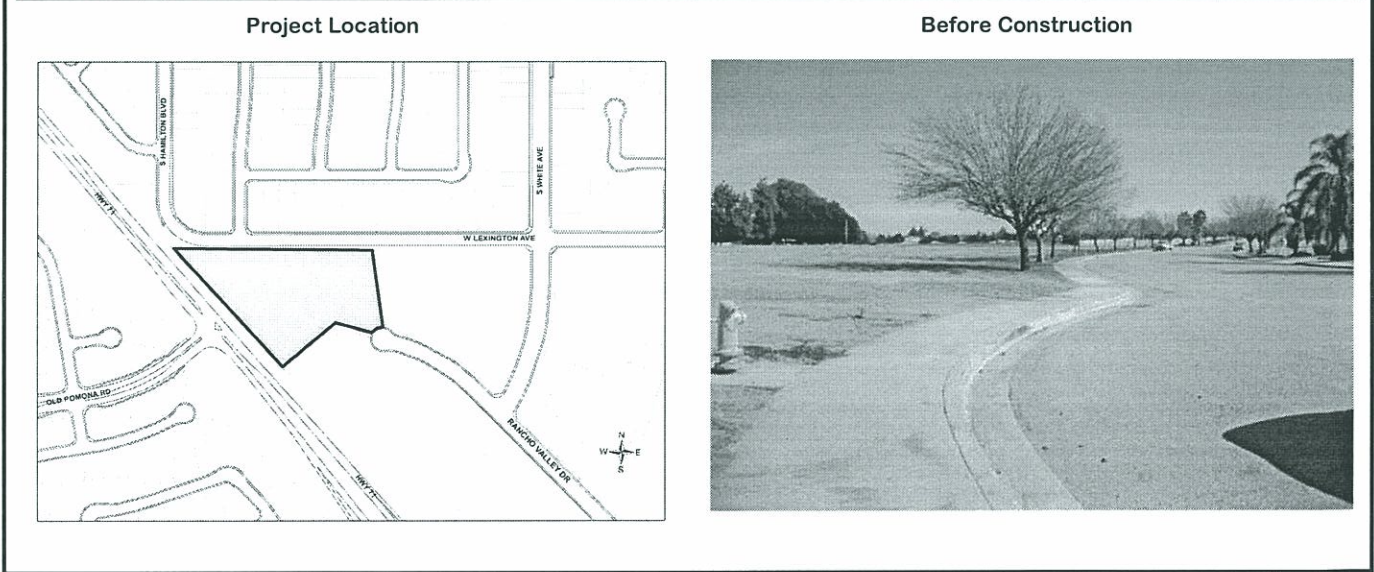 Project Location
Before Construction
S HAMILTON BLVD
HWY 71
S WHITE AVE
W LEXINGTON AVE
OLD POMONA RD
RANCHO VALLEY DR
HWY 71
N
W E
S